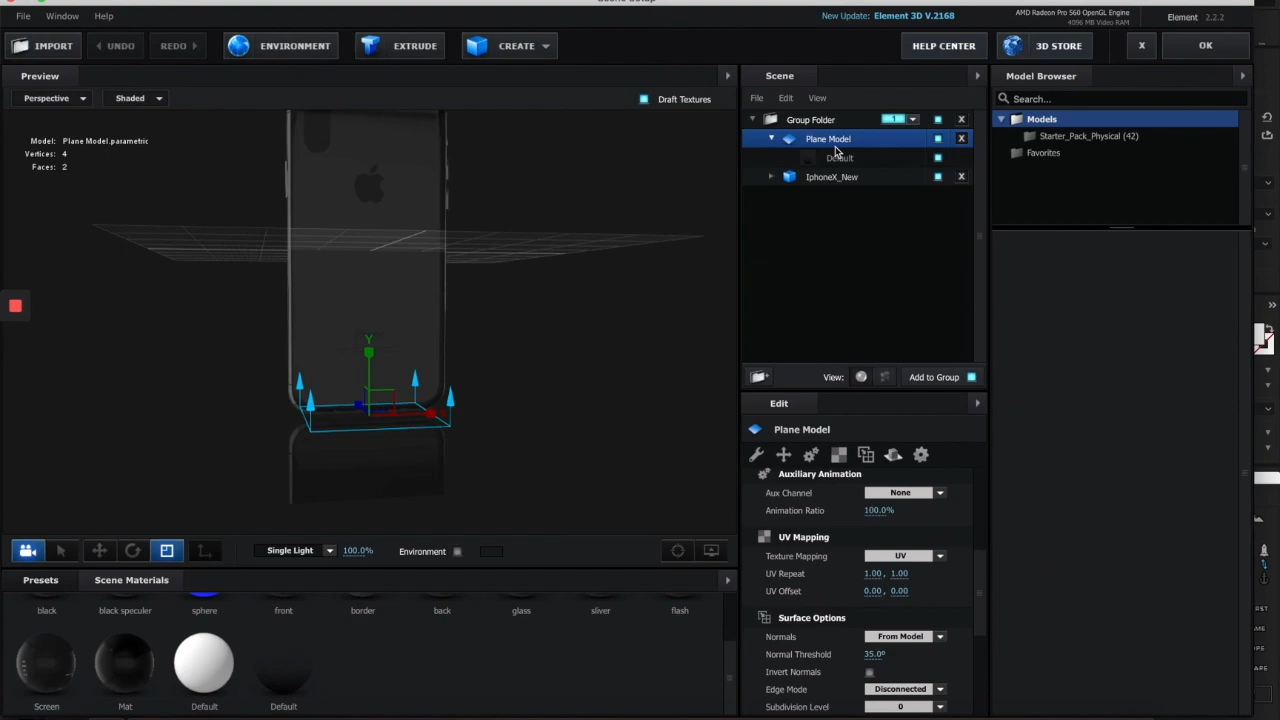 Scene Setup
File Window Help
New Update: Element 3D V.2168
AMD Radeon Pro 560 OpenGL Engine
4096 MB Video RAM
Element 2.2.2
IMPORT UNDO REDO ENVIRONMENT EXTRUDE CREATE HELP CENTER 3D STORE X OK
Preview Scene Model Browser
Perspective Shaded Draft Textures
File Edit View
Search...
Model: Plane Model.parametric
Vertices: 4
Faces: 2
Group Folder 1 X
Plane Model X
Default
IphoneX_New X
Models
Starter_Pack_Physical (42)
Favorites
Y
View: Add to Group
Edit
Plane Model
Auxiliary Animation
Aux Channel None
Animation Ratio 100.0%
UV Mapping
Texture Mapping UV
UV Repeat 1.00, 1.00
UV Offset 0.00, 0.00
Surface Options
Normals From Model
Normal Threshold 35.0º
Invert Normals
Edge Mode Disconnected
Subdivision Level 0
Single Light 100.0% Environment
Presets Scene Materials
black black speculer sphere front border back glass sliver flash
Screen Mat Default Default